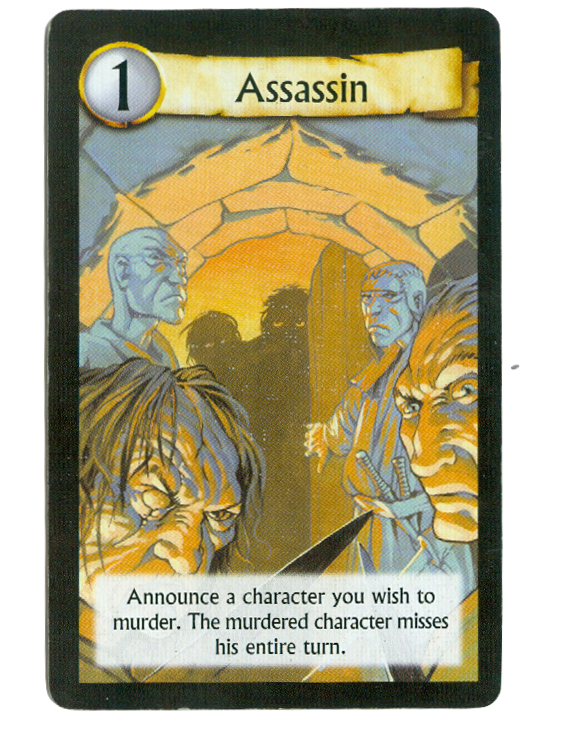 1
Assassin
Announce a character you wish to
murder. The murdered character misses
his entire turn.